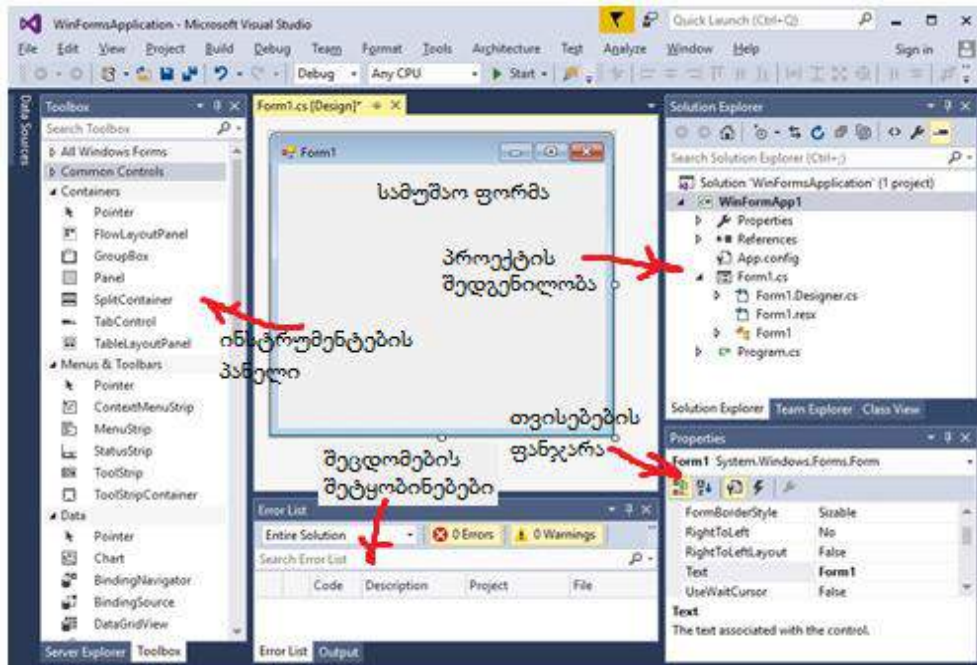 WinFormsApplication - Microsoft Visual Studio
Quick Launch (Ctrl+Q)
File Edit View Project Build Debug Team Format Tools Architecture Test Analyze Window Help Sign in
Debug Any CPU Start
Data Sources
Toolbox
Search Toolbox
All Windows Forms
Common Controls
Containers
Pointer
FlowLayoutPanel
GroupBox
Panel
SplitContainer
TabControl
TableLayoutPanel
Menus & Toolbars
Pointer
ContextMenuStrip
MenuStrip
StatusStrip
ToolStrip
ToolStripContainer
Data
Pointer
Chart
BindingNavigator
BindingSource
DataGridView
Server Explorer Toolbox
Form1.cs [Design]*
Form1
სამუშაო ფორმა
პროექტის
შედგენილობა
ინსტრუმენტების
პანელი
თვისებების
ფანჯარა
შეცდომების
შეტყობინებები
Error List
Entire Solution 0 Errors 0 Warnings
Search Error List
Code Description Project File
Error List Output
Solution Explorer
Search Solution Explorer (Ctrl+;)
Solution 'WinFormsApplication' (1 project)
WinFormApp1
Properties
References
App.config
Form1.cs
Form1.Designer.cs
Form1.resx
Form1
Program.cs
Solution Explorer Team Explorer Class View
Properties
Form1 System.Windows.Forms.Form
FormBorderStyle Sizable
RightToLeft No
RightToLeftLayout False
Text Form1
UseWaitCursor False
Text
The text associated with the control.